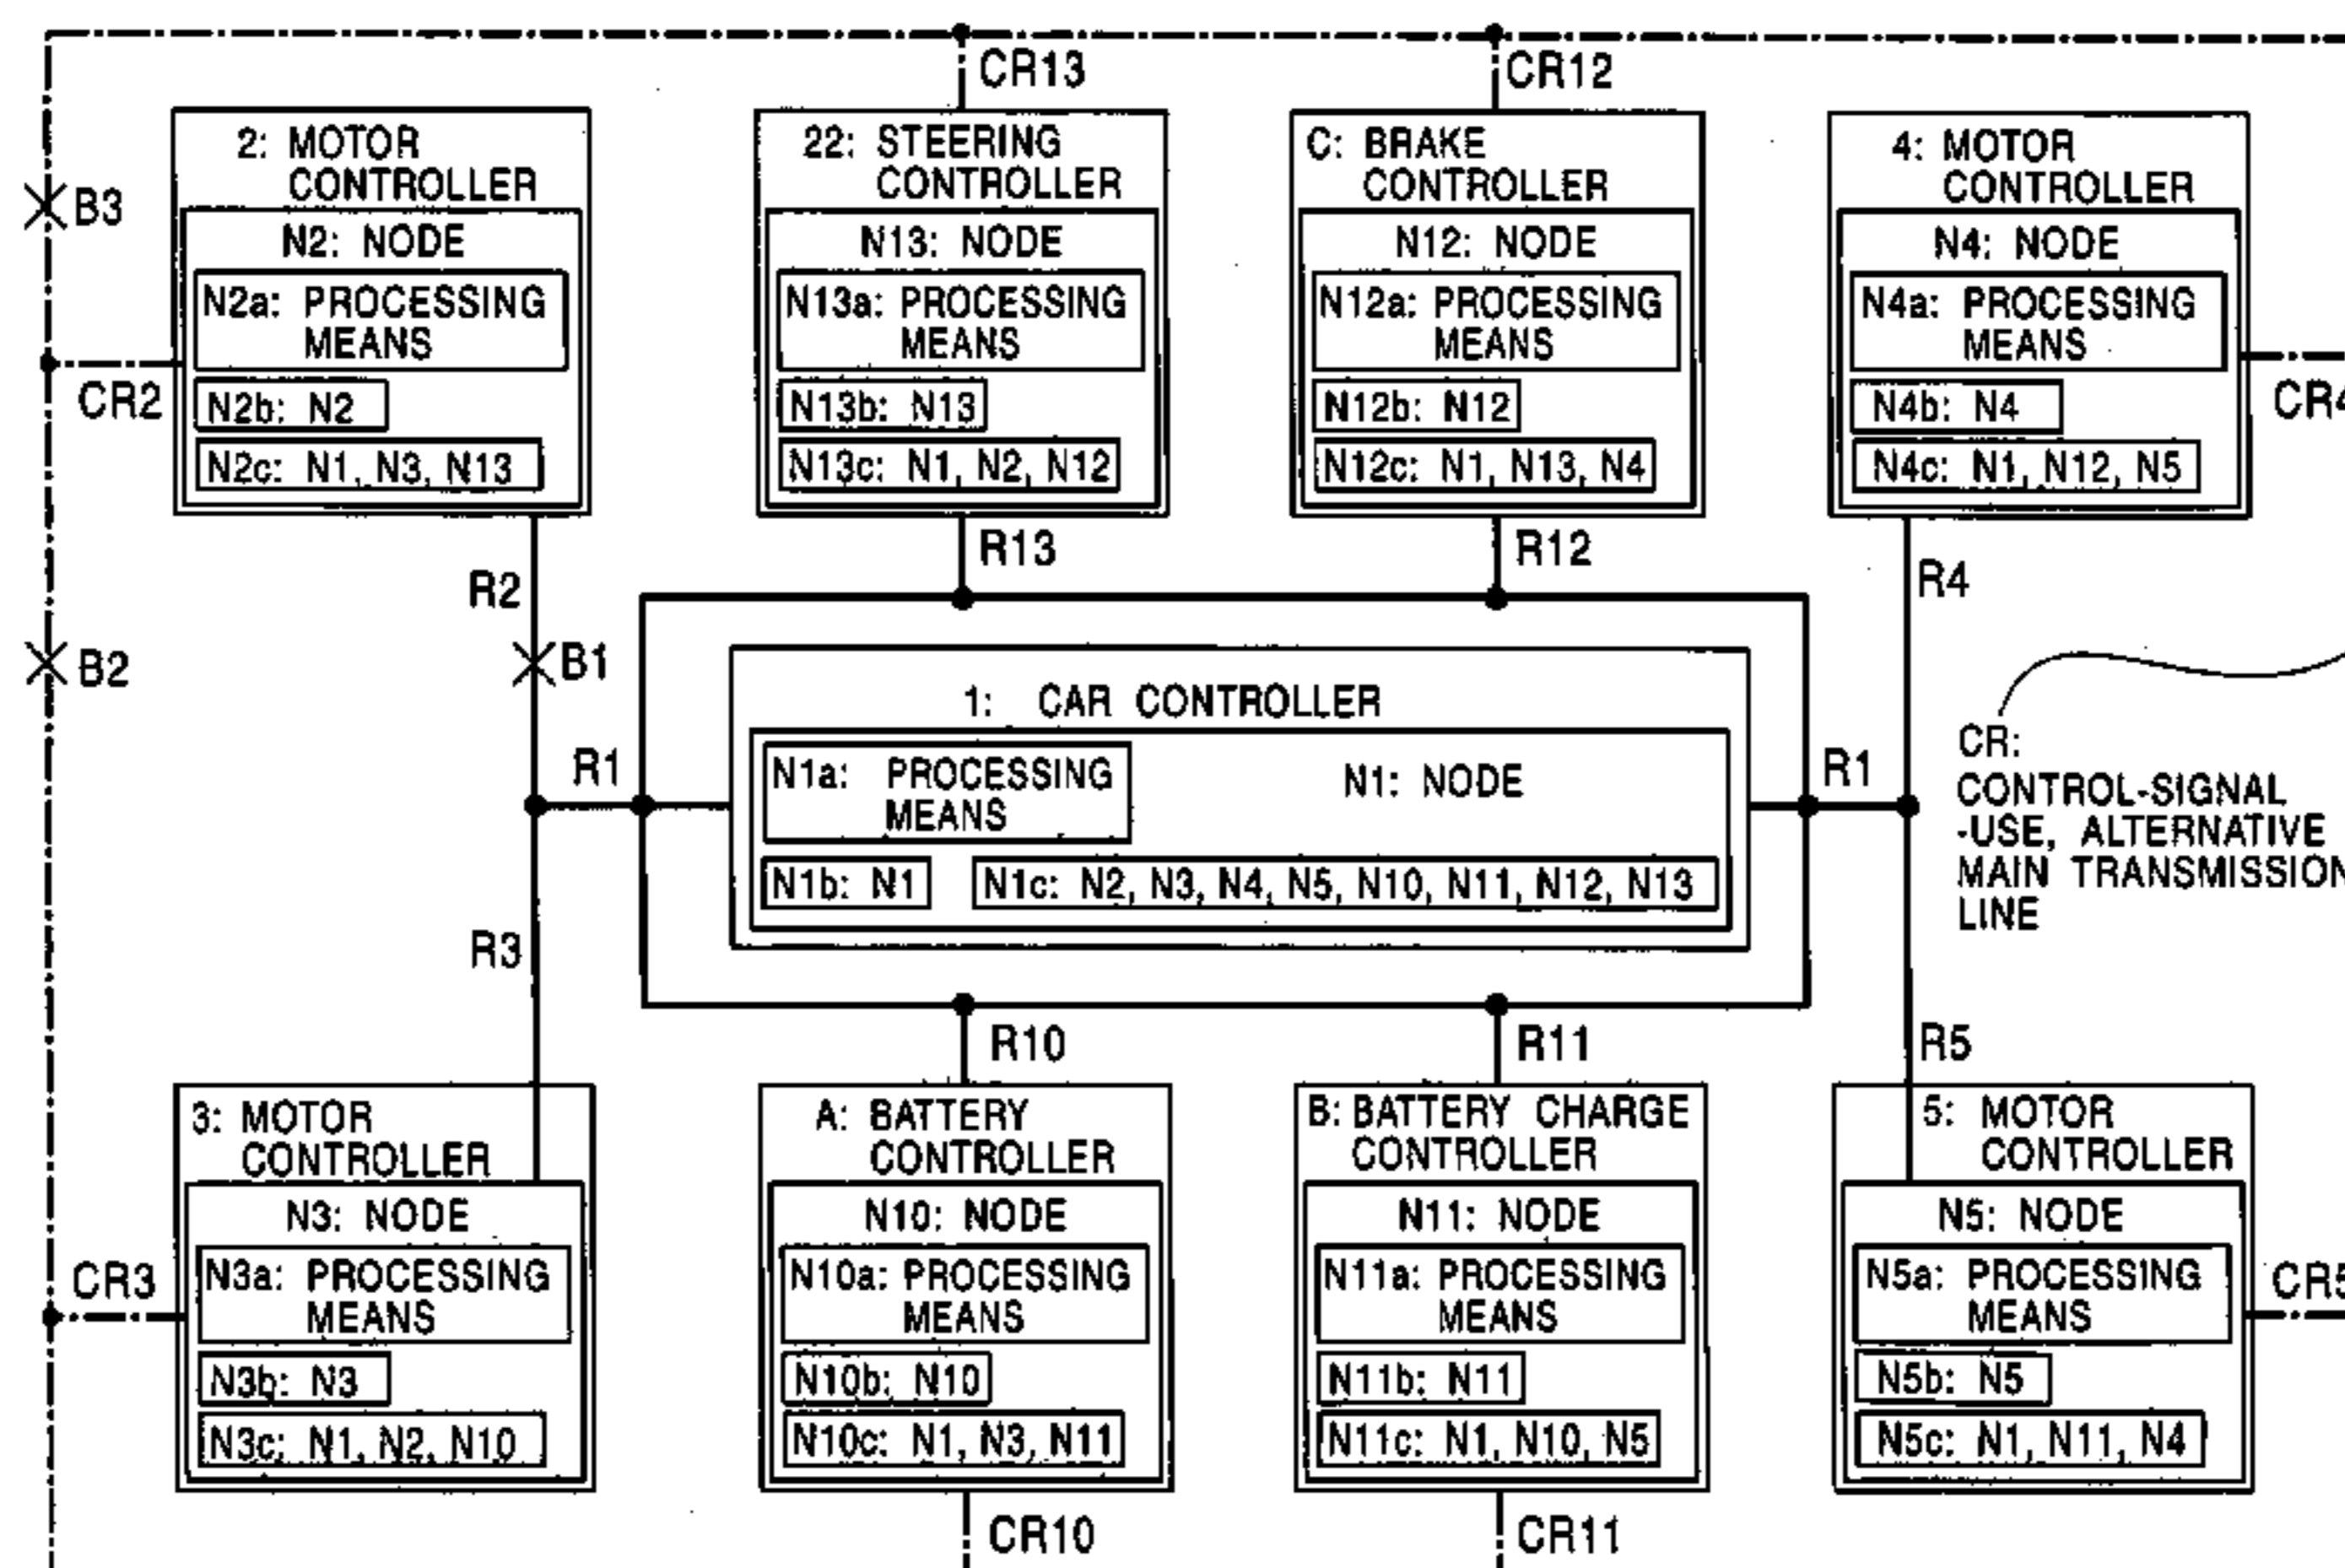 CR13
CR12
2: MOTOR
CONTROLLER
N2: NODE
N2a: PROCESSING
MEANS
N2b: N2
N2c: N1, N3, N13
22: STEERING
CONTROLLER
N13: NODE
N13a: PROCESSING
MEANS
N13b: N13
N13c: N1, N2, N12
C: BRAKE
CONTROLLER
N12: NODE
N12a: PROCESSING
MEANS
N12b: N12
N12c: N1, N13, N4
4: MOTOR
CONTROLLER
N4: NODE
N4a: PROCESSING
MEANS
N4b: N4
N4c: N1, N12, N5
B3
CR2
CR4
R2
R13
R12
R4
B2
B1
1: CAR CONTROLLER
N1a: PROCESSING
MEANS
N1: NODE
N1b: N1
N1c: N2, N3, N4, N5, N10, N11, N12, N13
R1
R1
CR:
CONTROL-SIGNAL
-USE, ALTERNATIVE
MAIN TRANSMISSION
LINE
R3
R10
R11
R5
3: MOTOR
CONTROLLER
N3: NODE
N3a: PROCESSING
MEANS
N3b: N3
N3c: N1, N2, N10
A: BATTERY
CONTROLLER
N10: NODE
N10a: PROCESSING
MEANS
N10b: N10
N10c: N1, N3, N11
B: BATTERY CHARGE
CONTROLLER
N11: NODE
N11a: PROCESSING
MEANS
N11b: N11
N11c: N1, N10, N5
5: MOTOR
CONTROLLER
N5: NODE
N5a: PROCESSING
MEANS
N5b: N5
N5c: N1, N11, N4
CR3
CR5
CR10
CR11